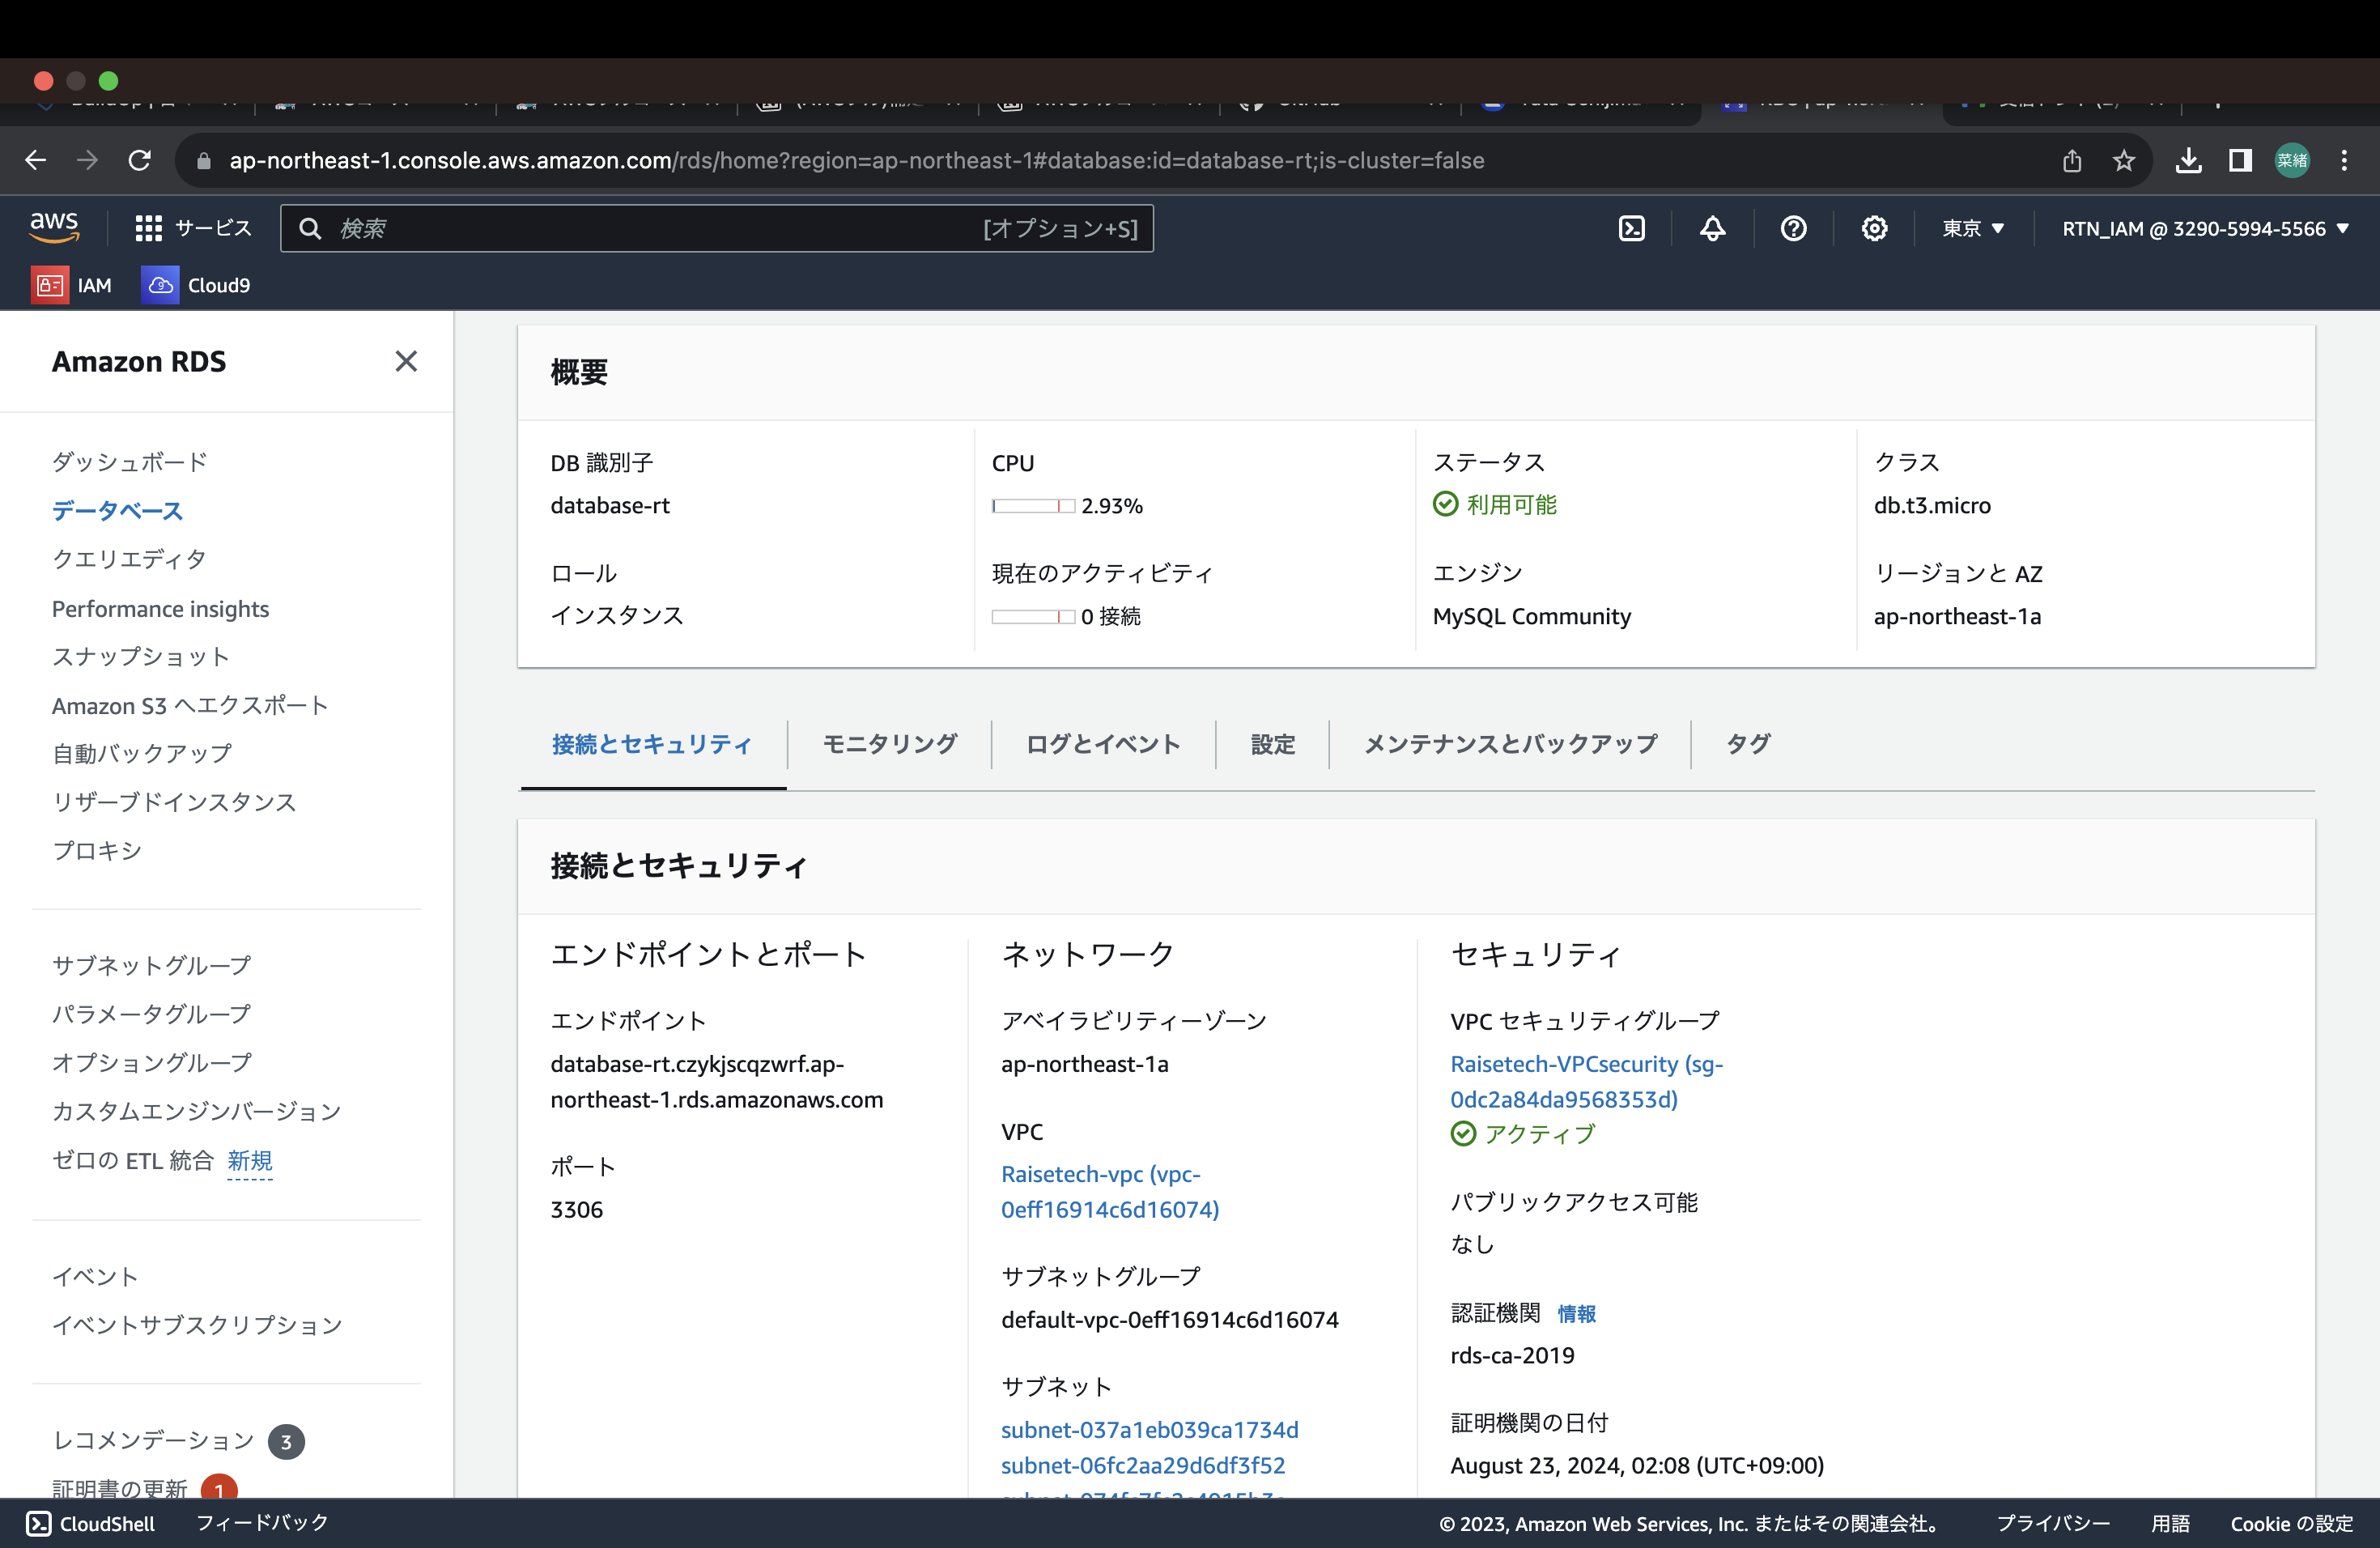 ap-northeast-1.console.aws.amazon.com/rds/home?region=ap-northeast-1#database:id=database-rt;is-cluster=false
菜緒
aws
サービス
検索
[オプション+S]
東京 ▼
RTN_IAM @ 3290-5994-5566 ▼
IAM
Cloud9
Amazon RDS
ダッシュボード
データベース
クエリエディタ
Performance insights
スナップショット
Amazon S3 へエクスポート
自動バックアップ
リザーブドインスタンス
プロキシ
サブネットグループ
パラメータグループ
オプショングループ
カスタムエンジンバージョン
ゼロの ETL 統合 新規
イベント
イベントサブスクリプション
レコメンデーション 3
証明書の更新 1
概要
DB 識別子
database-rt
CPU
2.93%
ステータス
利用可能
クラス
db.t3.micro
ロール
インスタンス
現在のアクティビティ
0 接続
エンジン
MySQL Community
リージョンと AZ
ap-northeast-1a
接続とセキュリティ
モニタリング
ログとイベント
設定
メンテナンスとバックアップ
タグ
接続とセキュリティ
エンドポイントとポート
エンドポイント
database-rt.czykjscqzwrf.ap-
northeast-1.rds.amazonaws.com
ポート
3306
ネットワーク
アベイラビリティーゾーン
ap-northeast-1a
VPC
Raisetech-vpc (vpc-
0eff16914c6d16074)
サブネットグループ
default-vpc-0eff16914c6d16074
サブネット
subnet-037a1eb039ca1734d
subnet-06fc2aa29d6df3f52
セキュリティ
VPC セキュリティグループ
Raisetech-VPCsecurity (sg-
0dc2a84da9568353d)
アクティブ
パブリックアクセス可能
なし
認証機関 情報
rds-ca-2019
証明機関の日付
August 23, 2024, 02:08 (UTC+09:00)
CloudShell
フィードバック
© 2023, Amazon Web Services, Inc. またはその関連会社。
プライバシー
用語
Cookie の設定